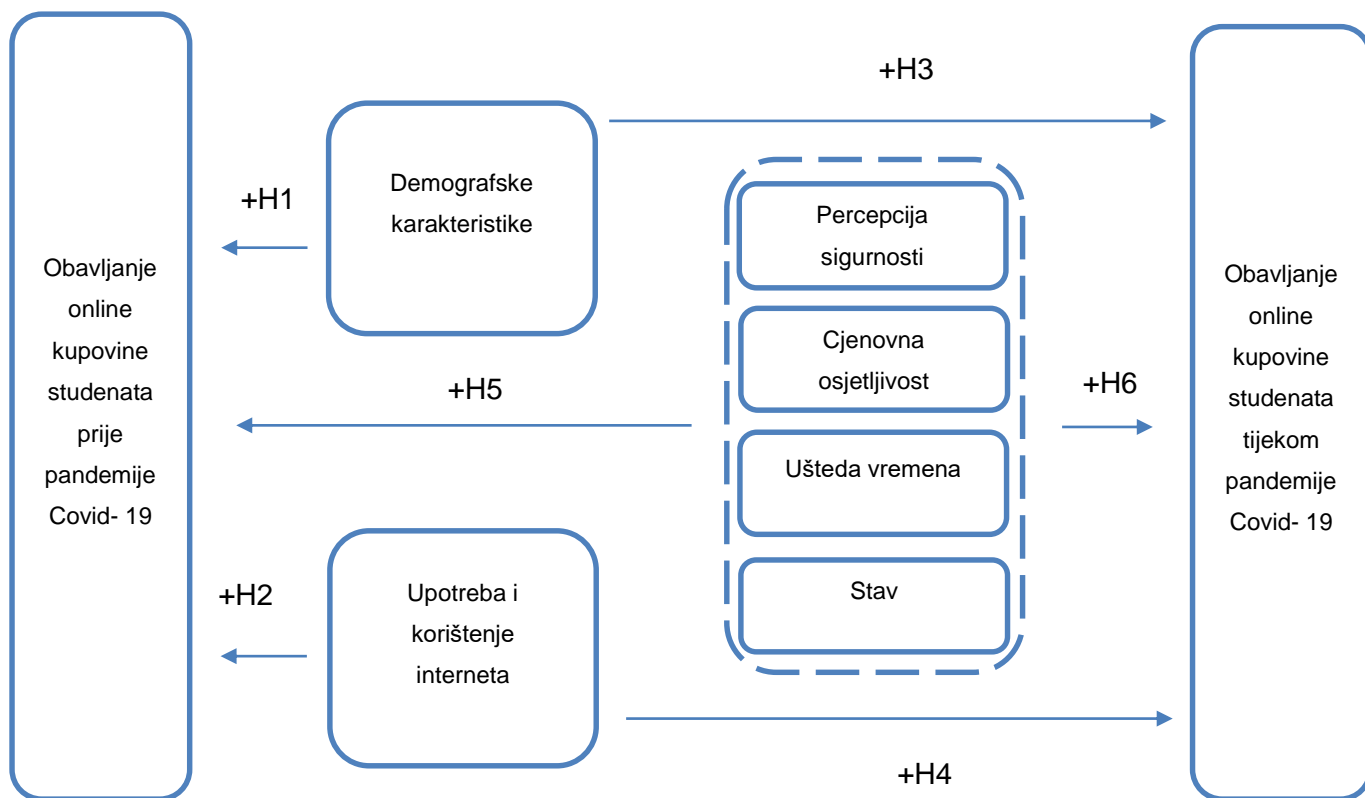 Obavljanje
online
kupovine
studenata
prije
pandemije
Covid- 19
+H1
Demografske
karakteristike
+H3
+H5
+H2
Upotreba i
korištenje
interneta
Percepcija
sigurnosti
Cjenovna
osjetljivost
Ušteda vremena
Stav
+H6
+H4
Obavljanje
online
kupovine
studenata
tijekom
pandemije
Covid- 19